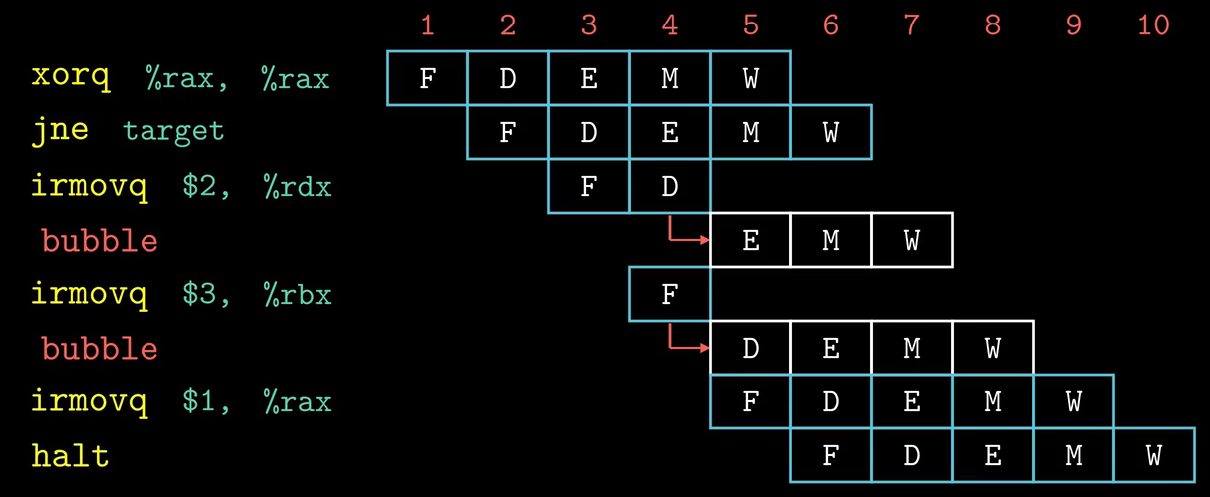 1 2 3 4 5 6 7 8 9 10
xorq %rax, %rax F D E M W
jne target F D E M W
irmovq $2, %rdx F D
bubble E M W
irmovq $3, %rbx F
bubble D E M W
irmovq $1, %rax F D E M W
halt F D E M W